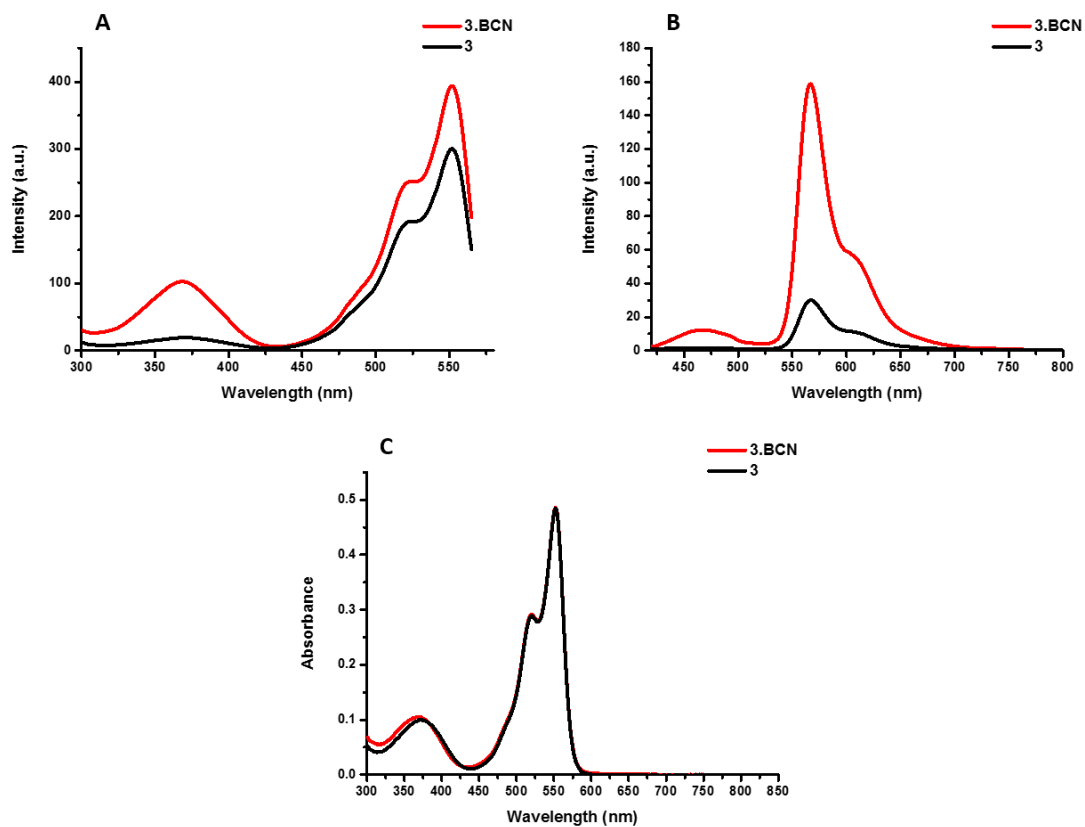 A
3.BCN
3
Intensity (a.u.)
400
300
200
100
0
300 350 400 450 500 550
Wavelength (nm)
B
3.BCN
3
Intensity (a.u.)
180
160
140
120
100
80
60
40
20
0
450 500 550 600 650 700 750 800
Wavelength (nm)
C
3.BCN
3
Absorbance
0.5
0.4
0.3
0.2
0.1
0.0
300 350 400 450 500 550 600 650 700 750 800 850
Wavelength (nm)